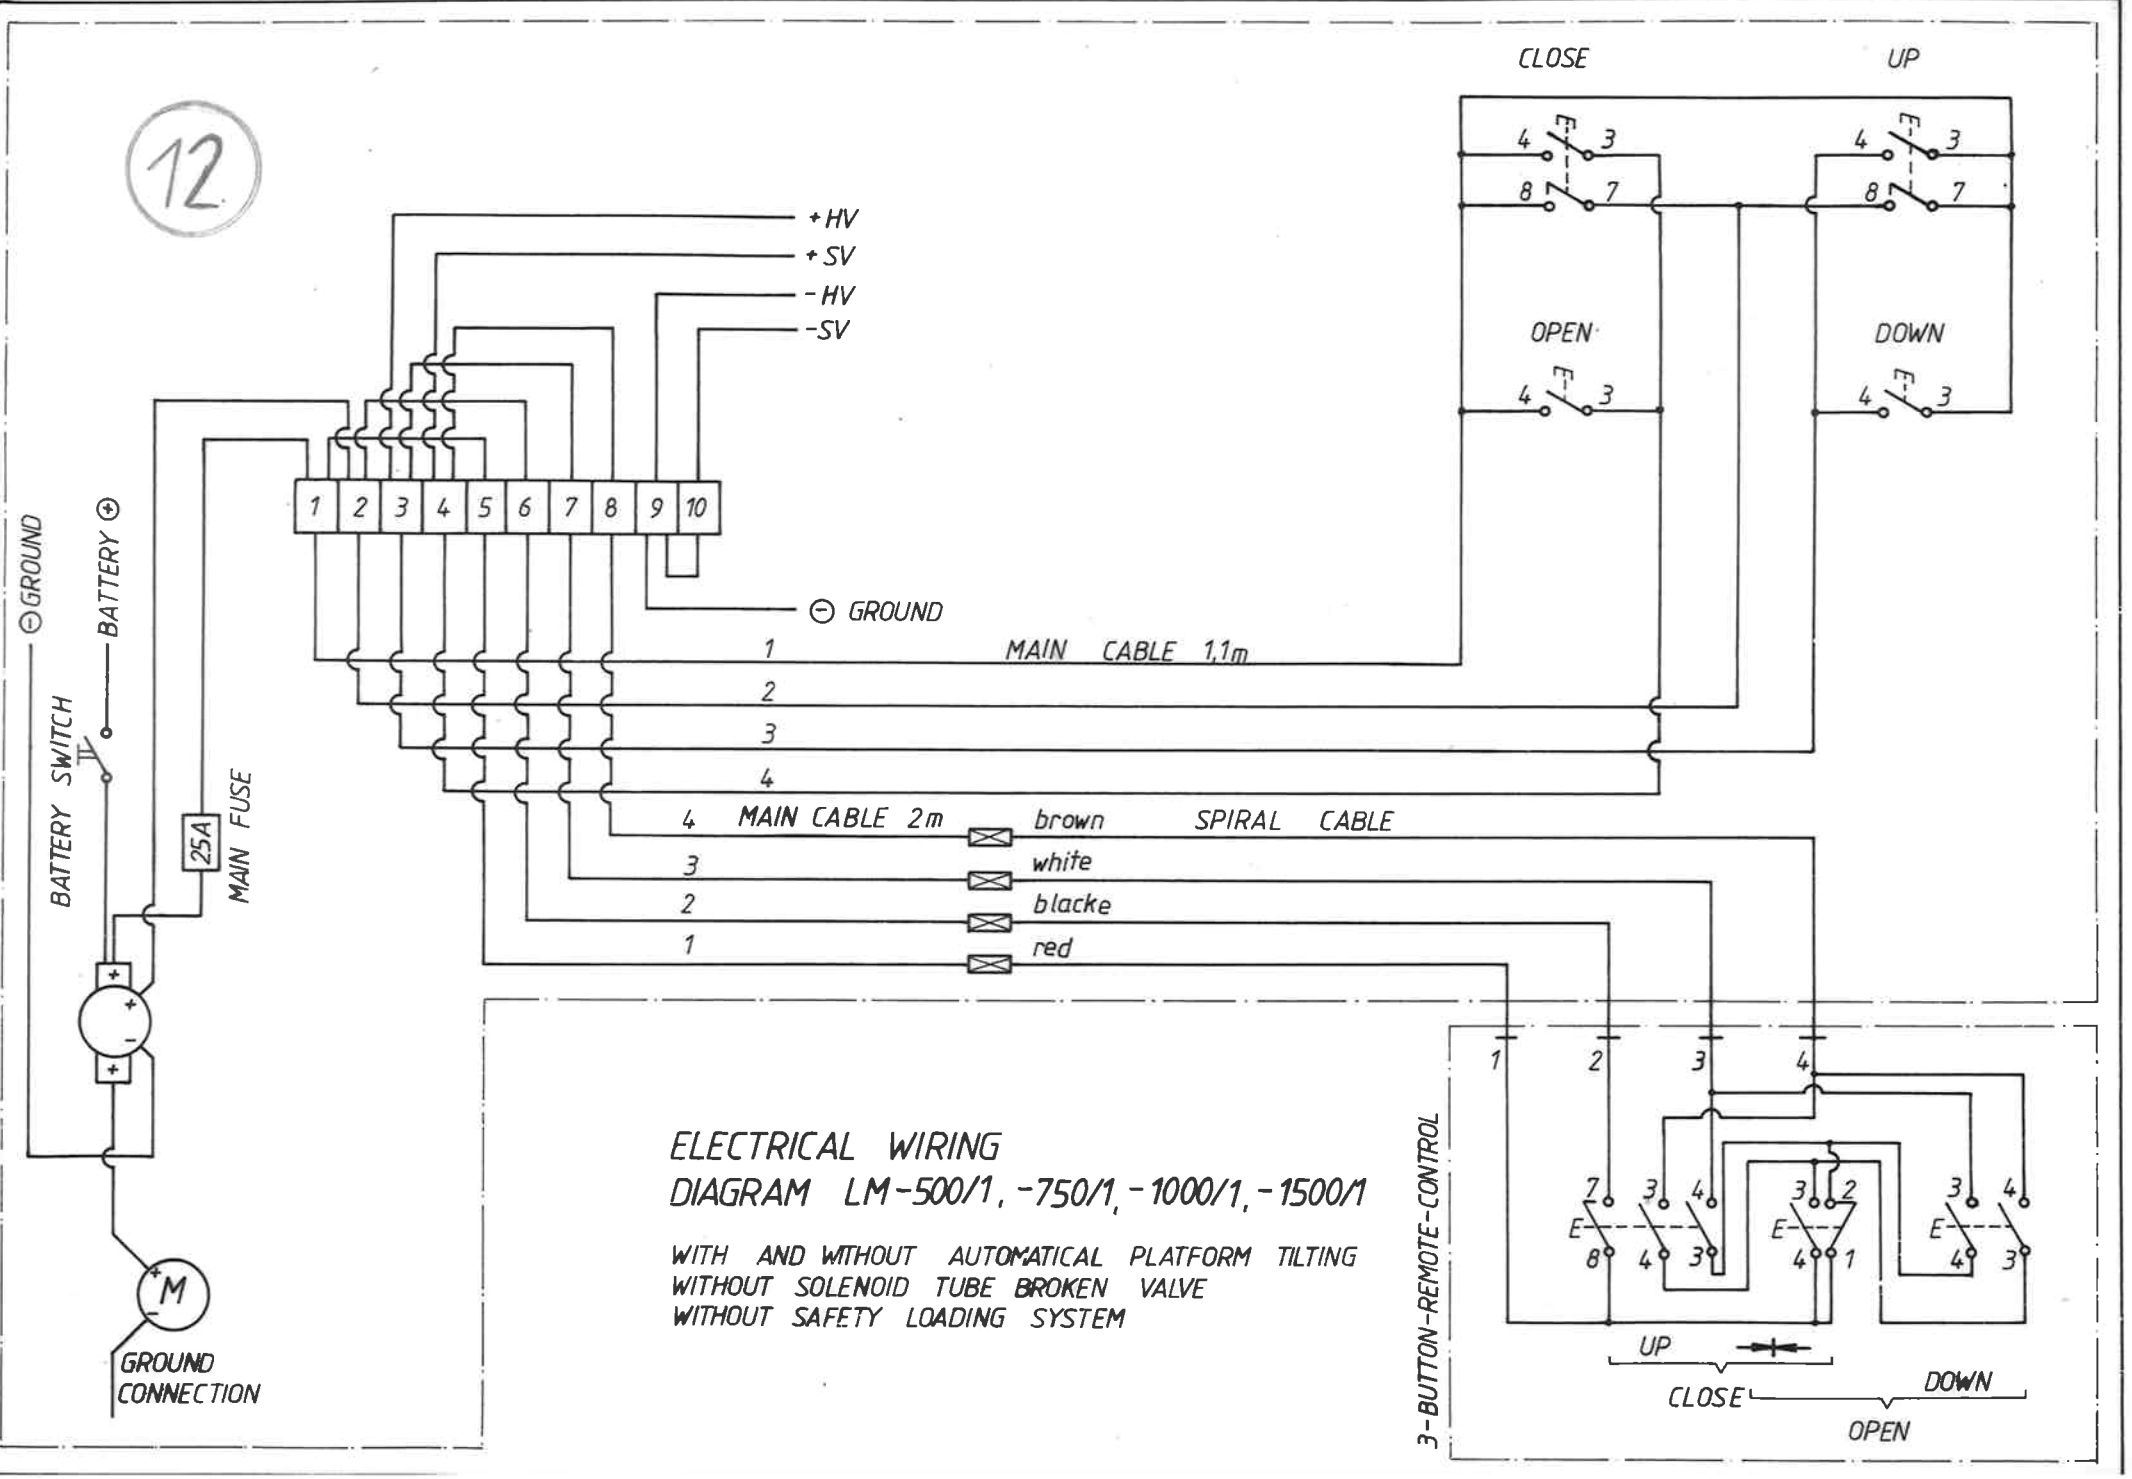 12.
CLOSE
UP
4 3
8 7
4 3
8 7
+HV
+SV
-HV
-SV
OPEN
4 3
DOWN
4 3
1 2 3 4 5 6 7 8 9 10
⊖ GROUND
⊖ GROUND
BATTERY ⊕
BATTERY SWITCH
25A
MAIN FUSE
1 MAIN CABLE 1,1m
2
3
4
4 MAIN CABLE 2m brown SPIRAL CABLE
3 white
2 blacke
1 red
+
+
-
+
+
M
-
GROUND
CONNECTION
ELECTRICAL WIRING
DIAGRAM LM-500/1, -750/1, -1000/1, -1500/1
WITH AND WITHOUT AUTOMATICAL PLATFORM TILTING
WITHOUT SOLENOID TUBE BROKEN VALVE
WITHOUT SAFETY LOADING SYSTEM
3-BUTTON-REMOTE-CONTROL
1 2 3 4
7 3 4 3 2 3 4
E E E
8 4 3 4 1 4 3
UP
CLOSE
DOWN
OPEN